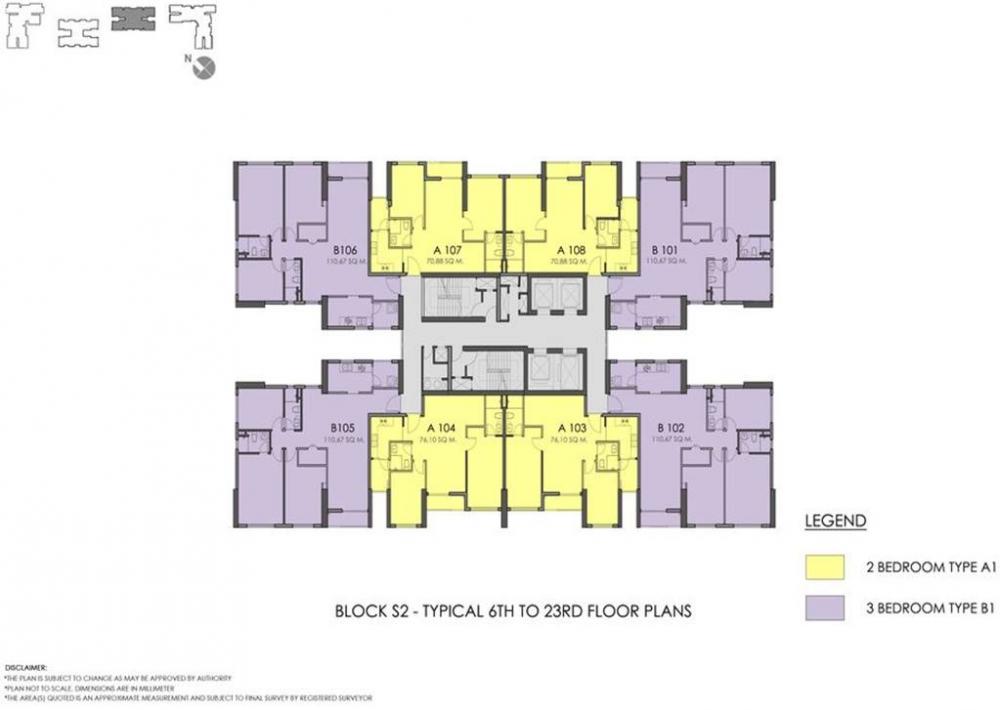 N
B106
110.67 SQ M.
A 107
70.88 SQ M.
A 108
70.88 SQ M.
B 101
110.67 SQ M.
B105
110.67 SQ M.
A 104
76.10 SQ M.
A 103
76.10 SQ M.
B 102
110.67 SQ M.
LEGEND
2 BEDROOM TYPE A1
3 BEDROOM TYPE B1
BLOCK S2 - TYPICAL 6TH TO 23RD FLOOR PLANS
DISCLAIMER:
*THE PLAN IS SUBJECT TO CHANGE AS MAY BE APPROVED BY AUTHORITY
*PLAN NOT TO SCALE. DIMENSIONS ARE IN MILLIMETER
*THE AREA(S) QUOTED IS AN APPROXIMATE MEASUREMENT AND SUBJECT TO FINAL SURVEY BY REGISTERED SURVEYOR